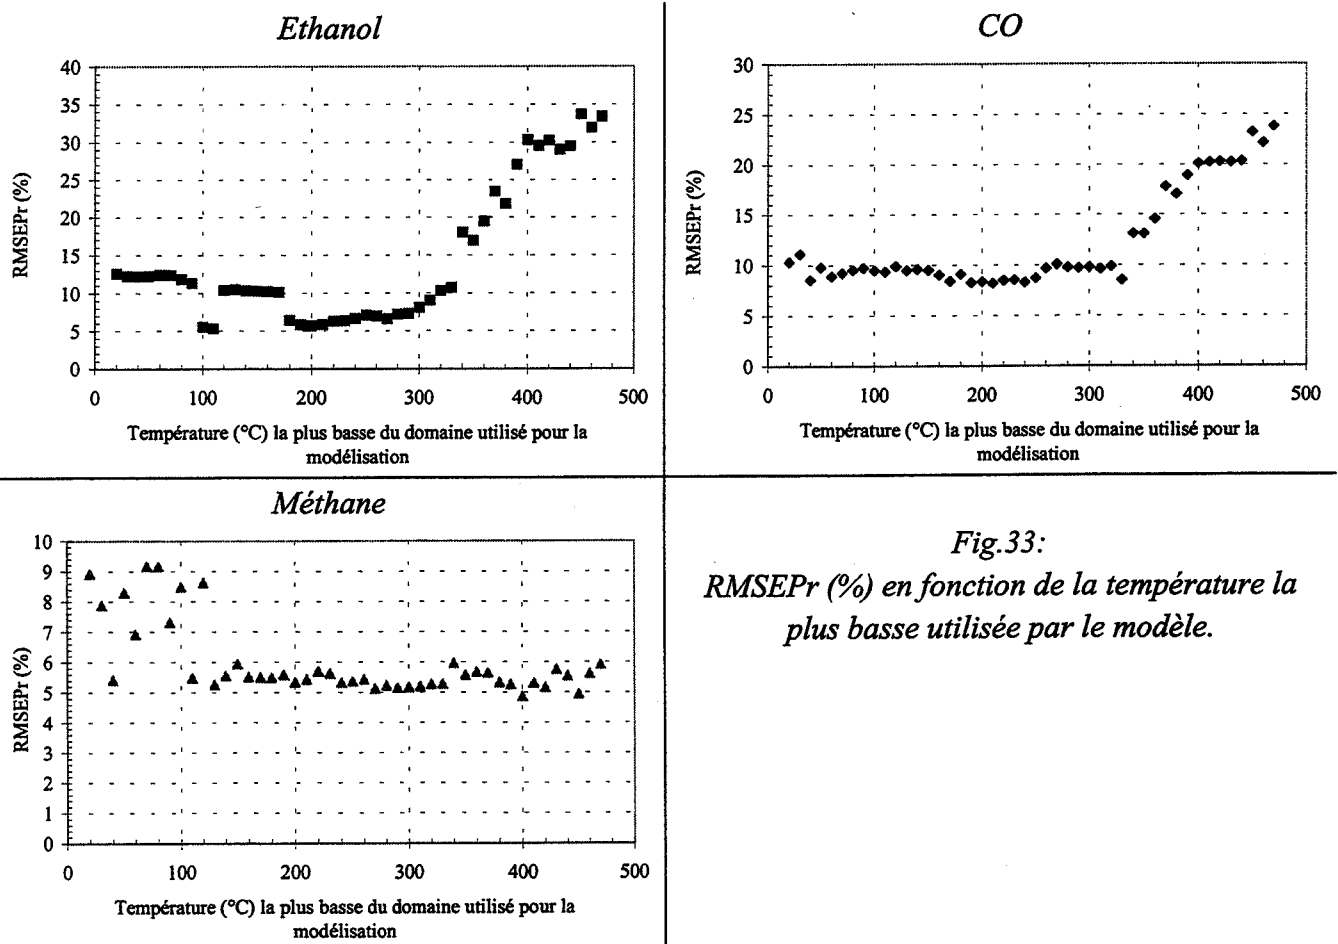 Ethanol
40
35
30
25
20
15
10
5
0
RMSEPr (%)
0 100 200 300 400 500
Température (°C) la plus basse du domaine utilisé pour la
modélisation
CO
30
25
20
15
10
5
0
RMSEPr (%)
0 100 200 300 400 500
Température (°C) la plus basse du domaine utilisé pour la
modélisation
Méthane
10
9
8
7
6
5
4
3
2
1
0
RMSEPr (%)
0 100 200 300 400 500
Température (°C) la plus basse du domaine utilisé pour la
modélisation
Fig.33:
RMSEPr (%) en fonction de la température la
plus basse utilisée par le modèle.